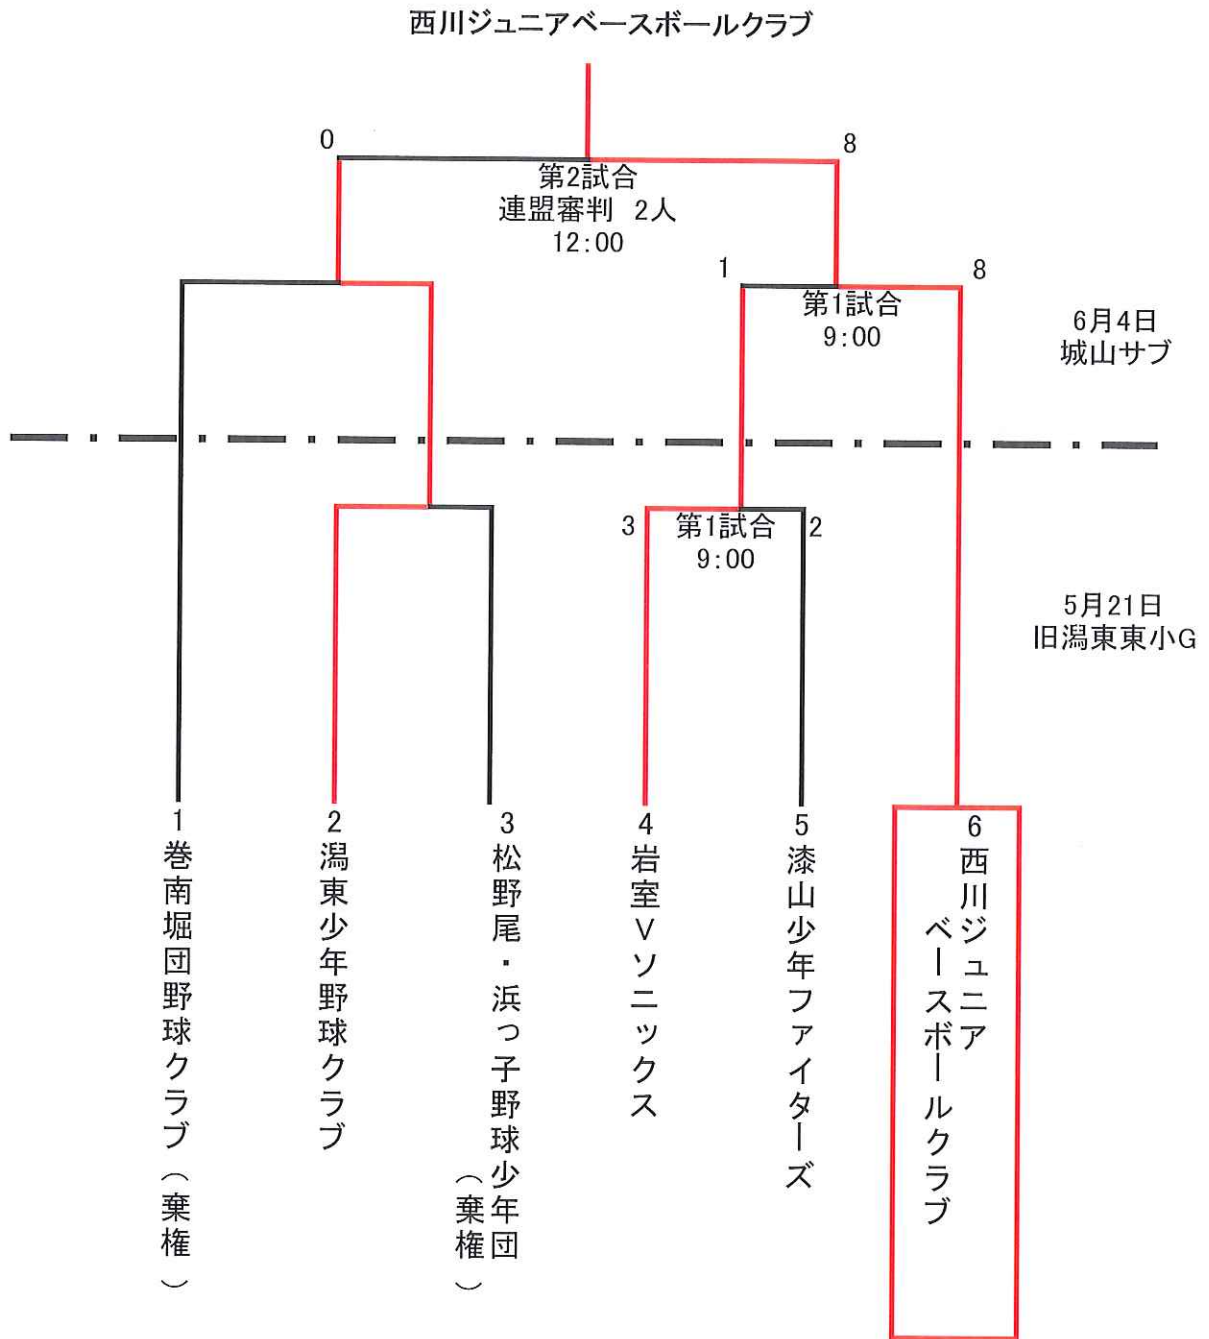 西川ジュニアベースボールクラブ
0
8
第2試合
連盟審判 2人
12:00
1
8
第1試合
9:00
6月4日
城山サブ
3
第1試合
2
9:00
5月21日
旧潟東東小G
1
巻南堀団野球クラブ（棄権）
2
潟東少年野球クラブ
3
松野尾・浜っ子野球少年団
（棄権）
4
岩室Vソニックス
5
漆山少年ファイターズ
6
西川ジュニア
ベースボールクラブ